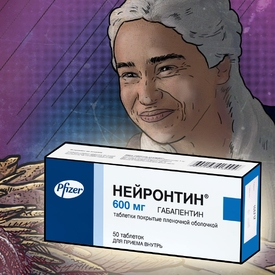 Pfizer
НЕЙРОНТИН®
600 мг
ГАБАПЕНТИН
таблетки покрытые пленочной оболочкой
50 таблеток
ДЛЯ ПРИЕМА ВНУТРЬ